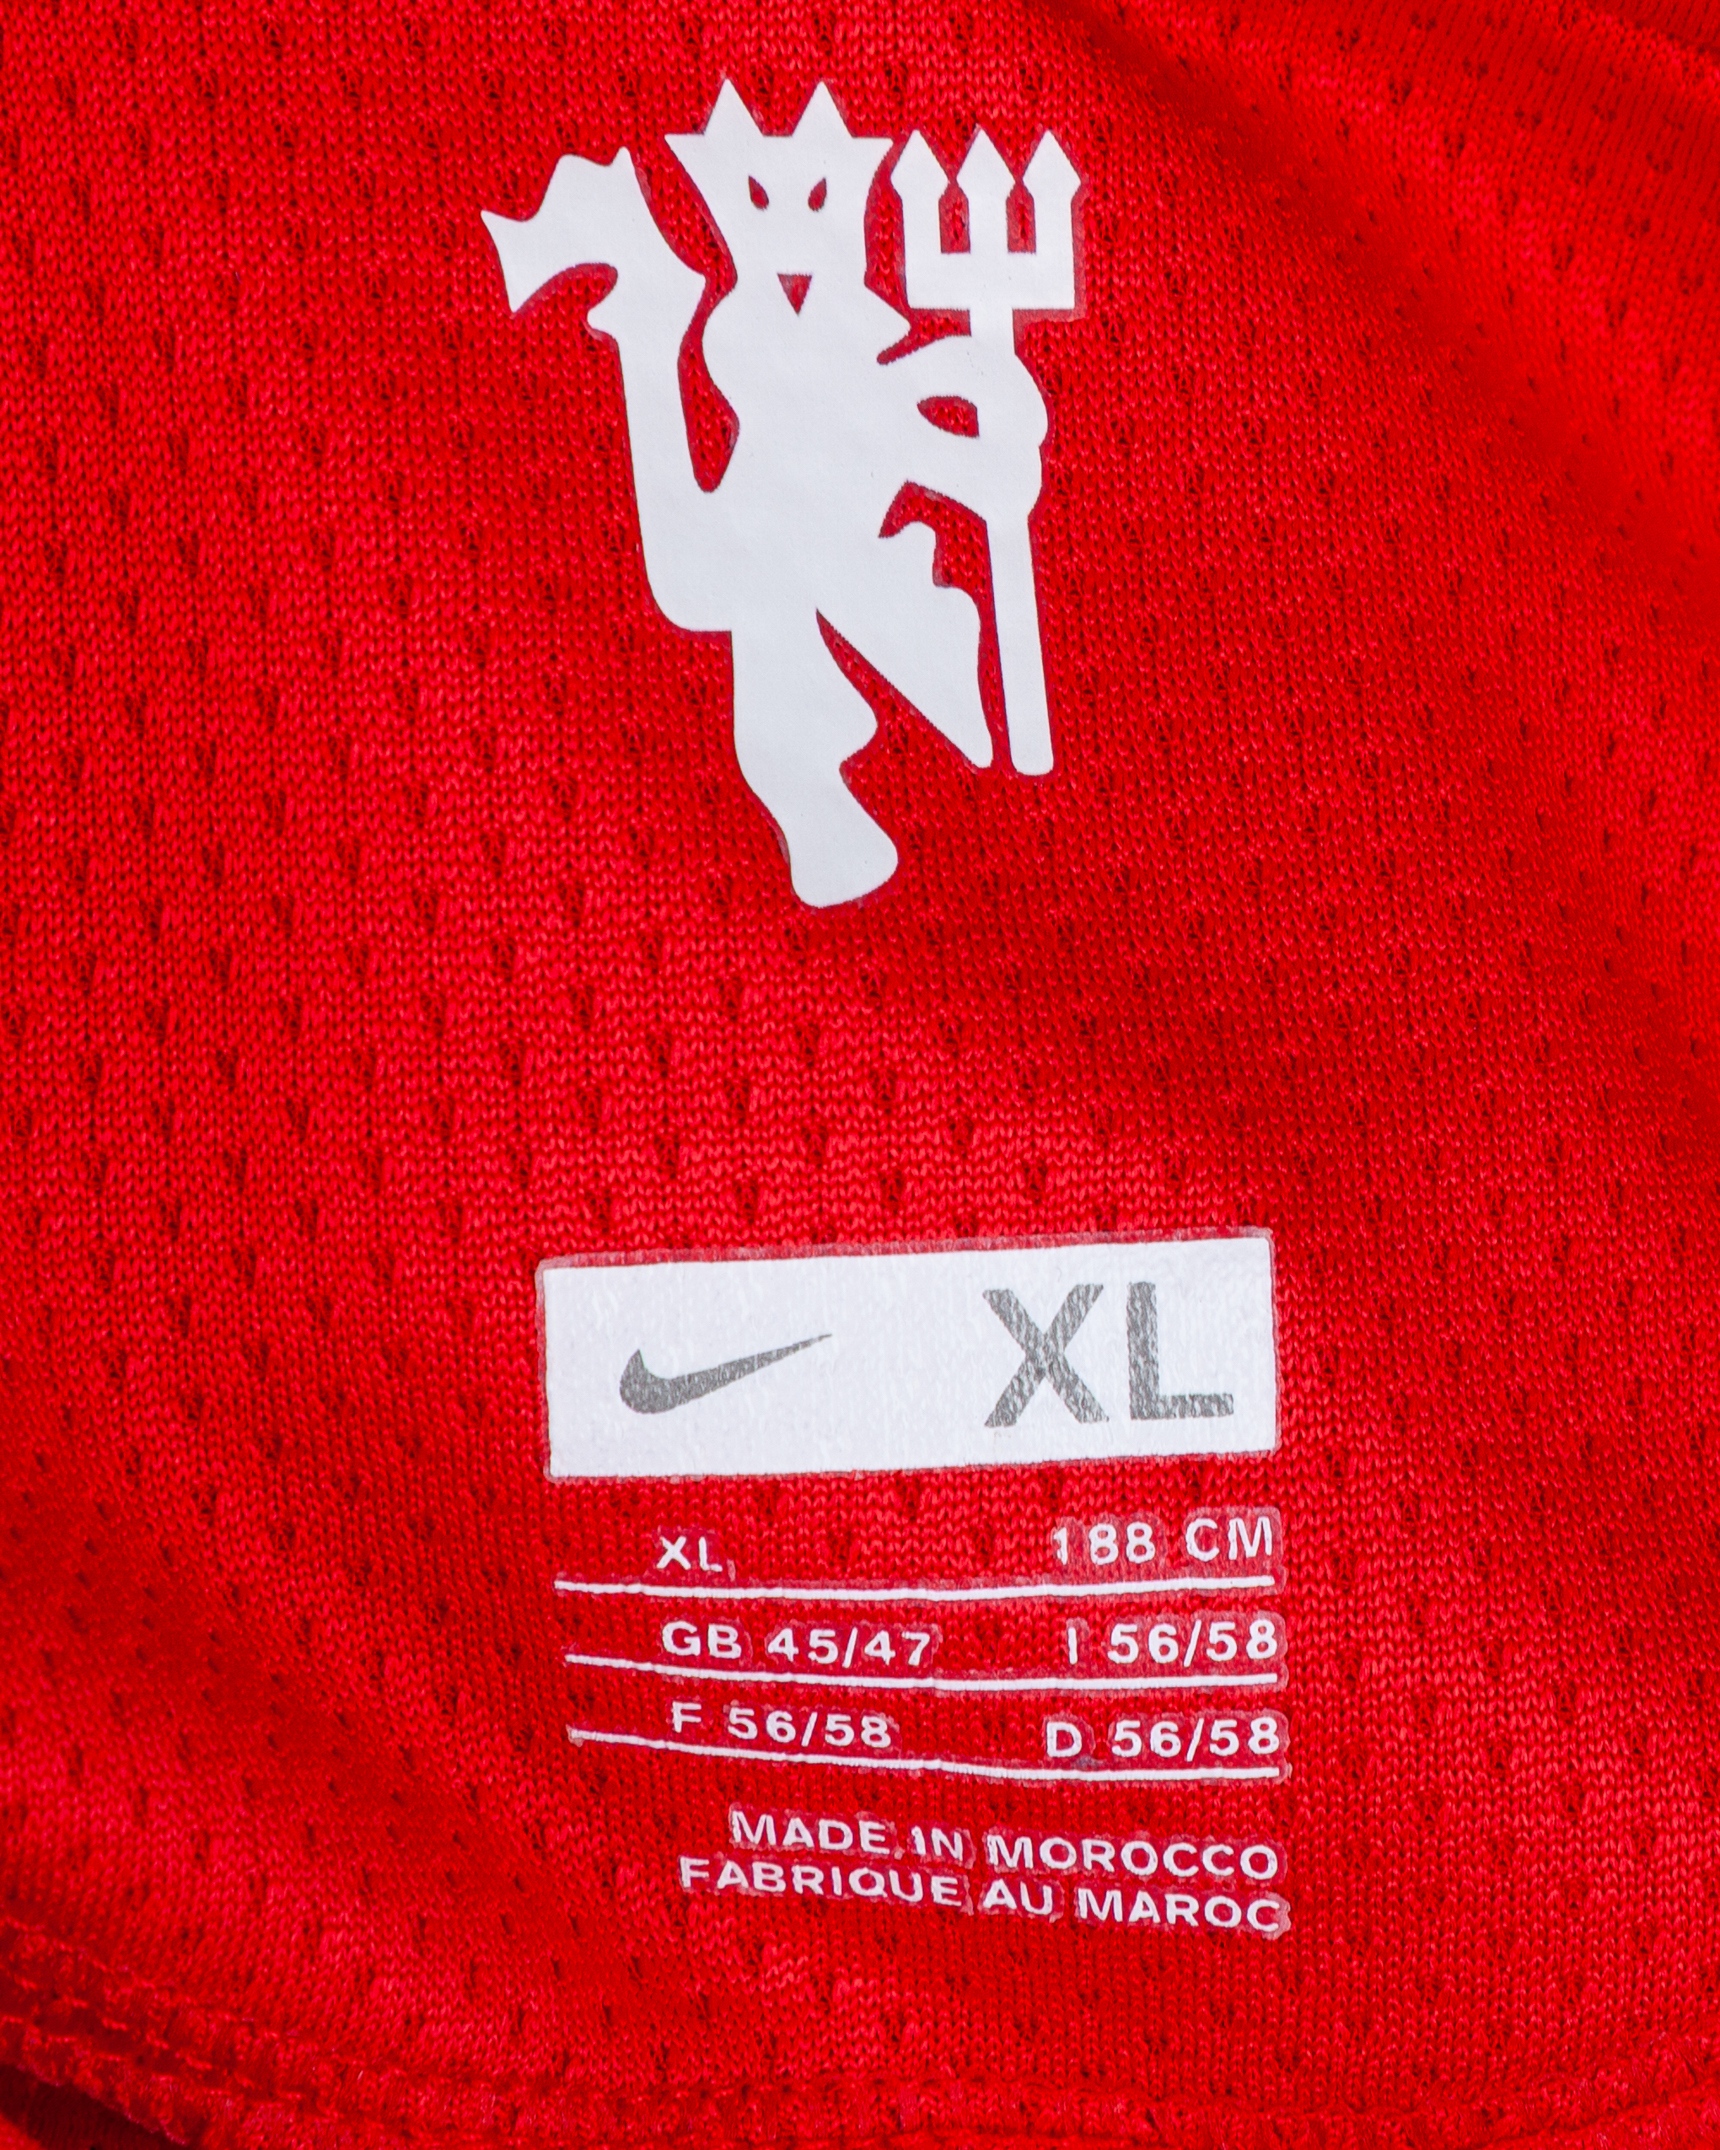 XL
XL 188 CM
GB 45/47 I 56/58
F 56/58 D 56/58
MADE IN MOROCCO
FABRIQUE AU MAROC